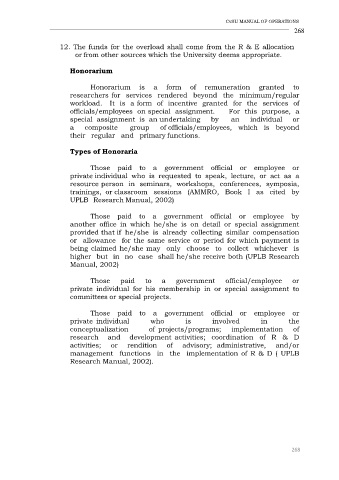 CvSU MANUAL OF OPERATIONS
268
12. The funds for the overload shall come from the R & E allocation
or from other sources which the University deems appropriate.
Honorarium
Honorarium is a form of remuneration granted to
researchers for services rendered beyond the minimum/regular
workload. It is a form of incentive granted for the services of
officials/employees on special assignment. For this purpose, a
special assignment is an undertaking by an individual or
a composite group of officials/employees, which is beyond
their regular and primary functions.
Types of Honoraria
Those paid to a government official or employee or
private individual who is requested to speak, lecture, or act as a
resource person in seminars, workshops, conferences, symposia,
trainings, or classroom sessions (AMMRO, Book I as cited by
UPLB Research Manual, 2002)
Those paid to a government official or employee by
another office in which he/she is on detail or special assignment
provided that if he/she is already collecting similar compensation
or allowance for the same service or period for which payment is
being claimed he/she may only choose to collect whichever is
higher but in no case shall he/she receive both (UPLB Research
Manual, 2002)
Those paid to a government official/employee or
private individual for his membership in or special assignment to
committees or special projects.
Those paid to a government official or employee or
private individual who is involved in the
conceptualization of projects/programs; implementation of
research and development activities; coordination of R & D
activities; or rendition of advisory; administrative, and/or
management functions in the implementation of R & D ( UPLB
Research Manual, 2002).
268